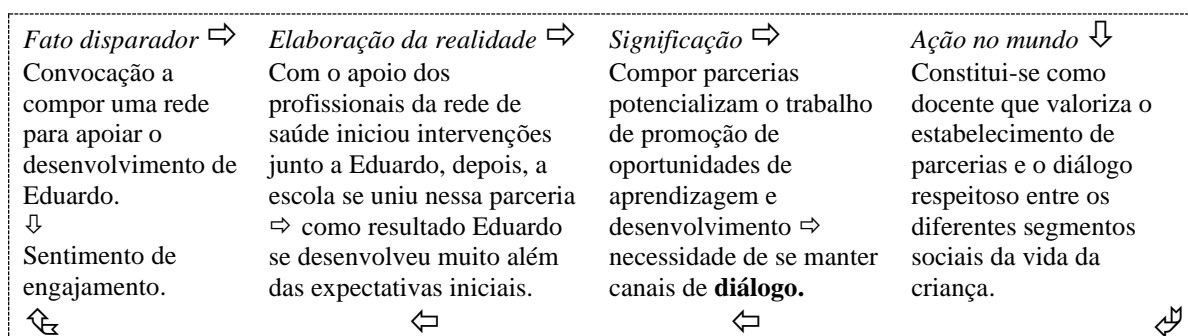 Fato disparador ⇨
Convocação a
compor uma rede
para apoiar o
desenvolvimento de
Eduardo.
⇩
Sentimento de
engajamento.
Elaboração da realidade ⇨
Com o apoio dos
profissionais da rede de
saúde iniciou intervenções
junto a Eduardo, depois, a
escola se uniu nessa parceria
⇨ como resultado Eduardo
se desenvolveu muito além
das expectativas iniciais.
Significação ⇨
Compor parcerias
potencializam o trabalho
de promoção de
oportunidades de
aprendizagem e
desenvolvimento ⇨
necessidade de se manter
canais de diálogo.
Ação no mundo ⇩
Constitui-se como
docente que valoriza o
estabelecimento de
parcerias e o diálogo
respeitoso entre os
diferentes segmentos
sociais da vida da
criança.